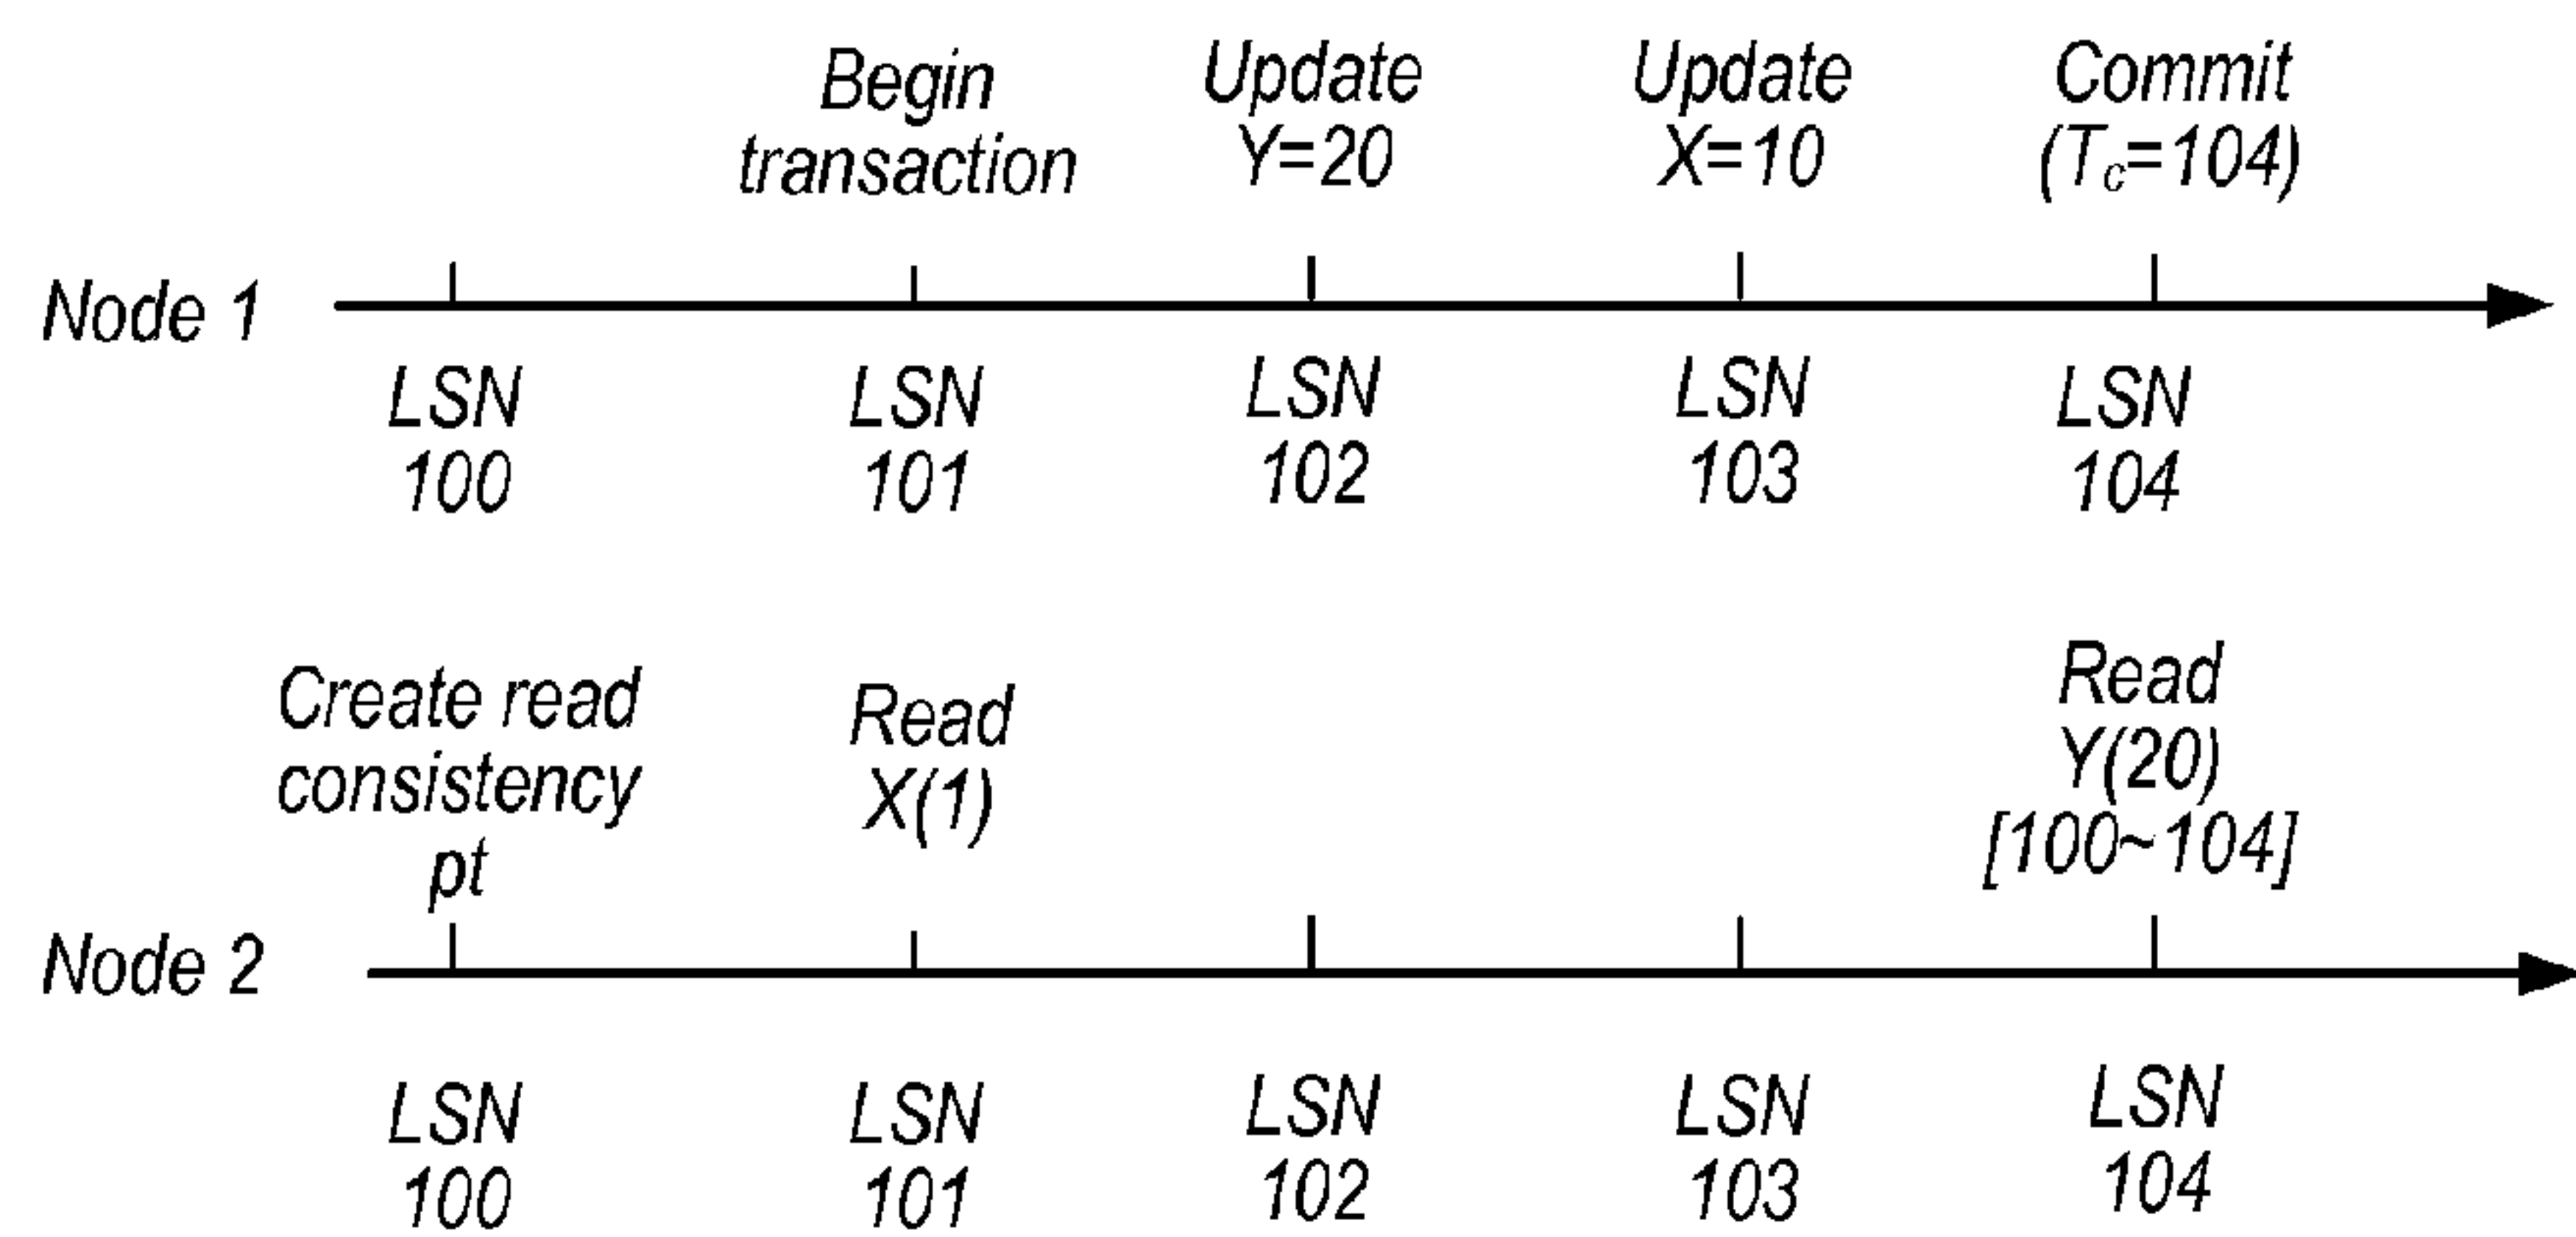 Begin
transaction
Update
Y=20
Update
X=10
Commit
(Tc=104)
Node 1
LSN
100
LSN
101
LSN
102
LSN
103
LSN
104
Create read
consistency
pt
Read
X(1)
Read
Y(20)
[100~104]
Node 2
LSN
100
LSN
101
LSN
102
LSN
103
LSN
104